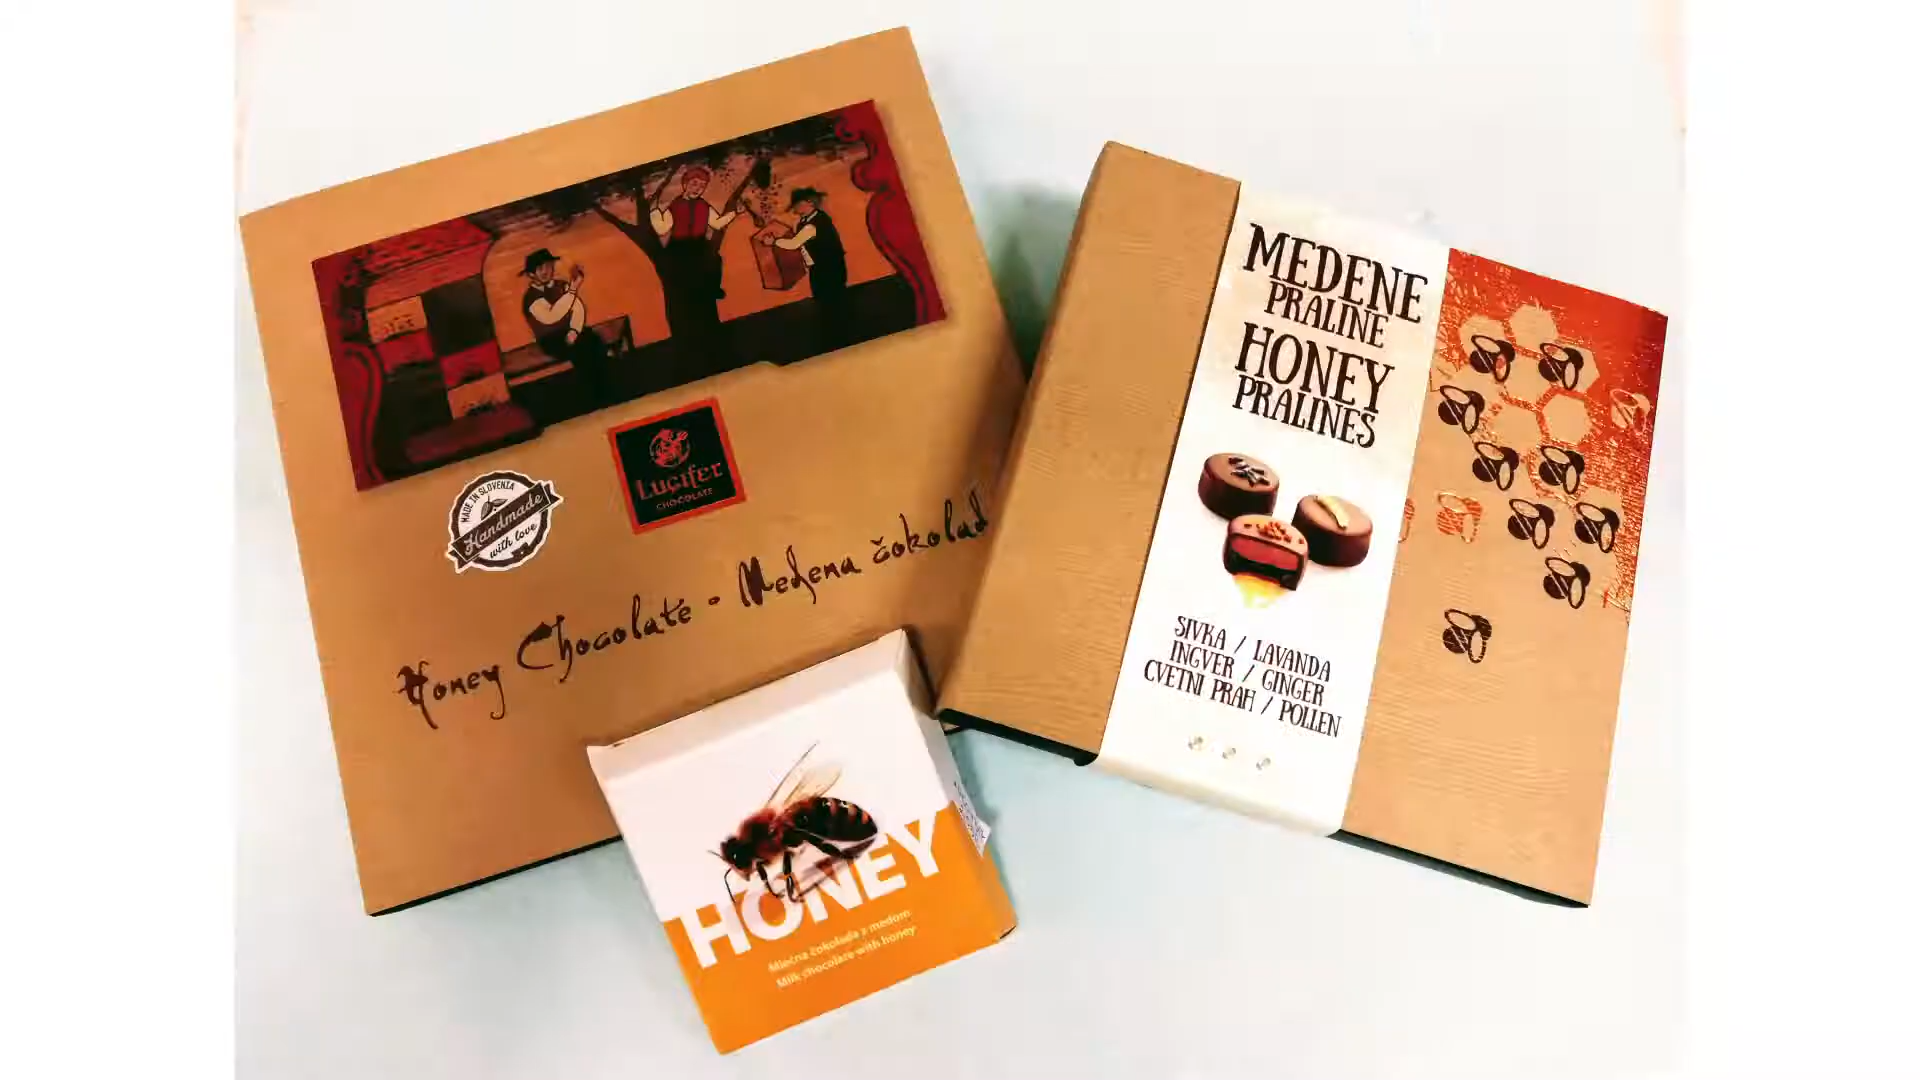 MADE IN SLOVENIA
Handmade
with love
Lucifer
CHOCOLATE
Honey Chocolate - Medena čokolad
MEDENE
PRALINE
HONEY
PRALINES
SIVKA / LAVANDA
INGVER / GINGER
CVETNI PRAH / POLLEN
HONEY
Mlečna čokolada z medom
Milk chocolate with honey